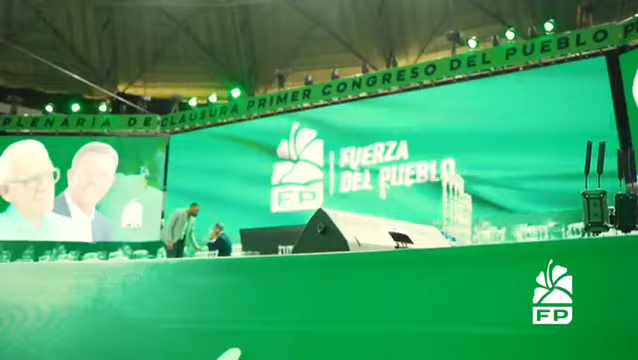 PLENARIA DE CLAUSURA PRIMER CONGRESO DEL PUEBLO
FUERZA
DEL PUEBLO
FP
FP